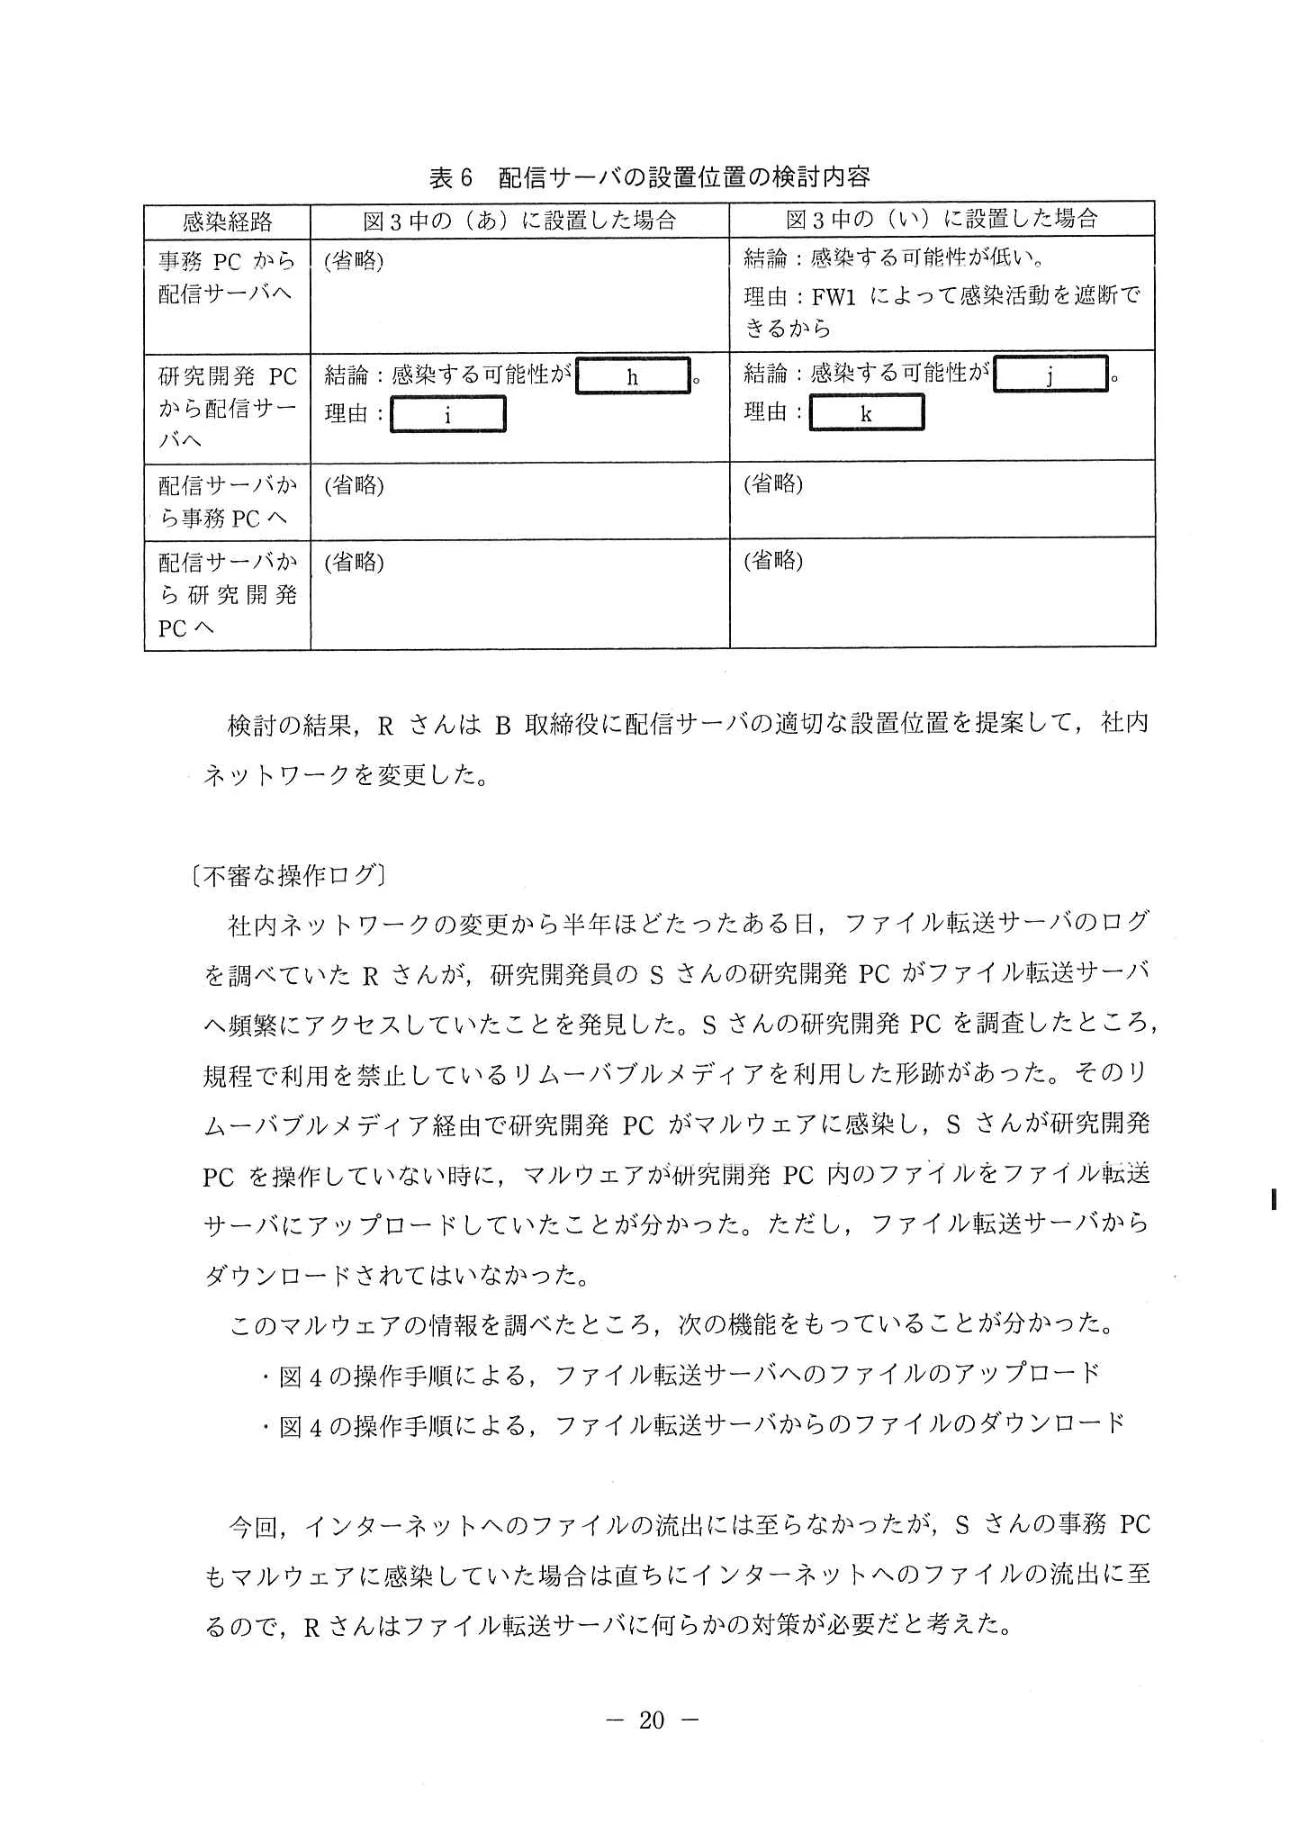 表6　配信サーバの設置位置の検討内容
感染経路
図3中の（あ）に設置した場合
図3中の（い）に設置した場合
事務 PC から
配信サーバへ
(省略)
結論：感染する可能性が低い。
理由：FW1 によって感染活動を遮断で
きるから
研究開発 PC
から配信サー
バへ
結論：感染する可能性が h 。
理由： i
結論：感染する可能性が j 。
理由： k
配信サーバか
ら事務 PC へ
(省略)
(省略)
配信サーバか
ら研究開発
PC へ
(省略)
(省略)
検討の結果，R さんは B 取締役に配信サーバの適切な設置位置を提案して，社内
ネットワークを変更した。
〔不審な操作ログ〕
社内ネットワークの変更から半年ほどたったある日，ファイル転送サーバのログ
を調べていた R さんが，研究開発員の S さんの研究開発 PC がファイル転送サーバ
へ頻繁にアクセスしていたことを発見した。S さんの研究開発 PC を調査したところ，
規程で利用を禁止しているリムーバブルメディアを利用した形跡があった。そのリ
ムーバブルメディア経由で研究開発 PC がマルウェアに感染し，S さんが研究開発
PC を操作していない時に，マルウェアが研究開発 PC 内のファイルをファイル転送
サーバにアップロードしていたことが分かった。ただし，ファイル転送サーバから
ダウンロードされてはいなかった。
このマルウェアの情報を調べたところ，次の機能をもっていることが分かった。
・図4の操作手順による，ファイル転送サーバへのファイルのアップロード
・図4の操作手順による，ファイル転送サーバからのファイルのダウンロード
今回，インターネットへのファイルの流出には至らなかったが，S さんの事務 PC
もマルウェアに感染していた場合は直ちにインターネットへのファイルの流出に至
るので，R さんはファイル転送サーバに何らかの対策が必要だと考えた。
－ 20 －